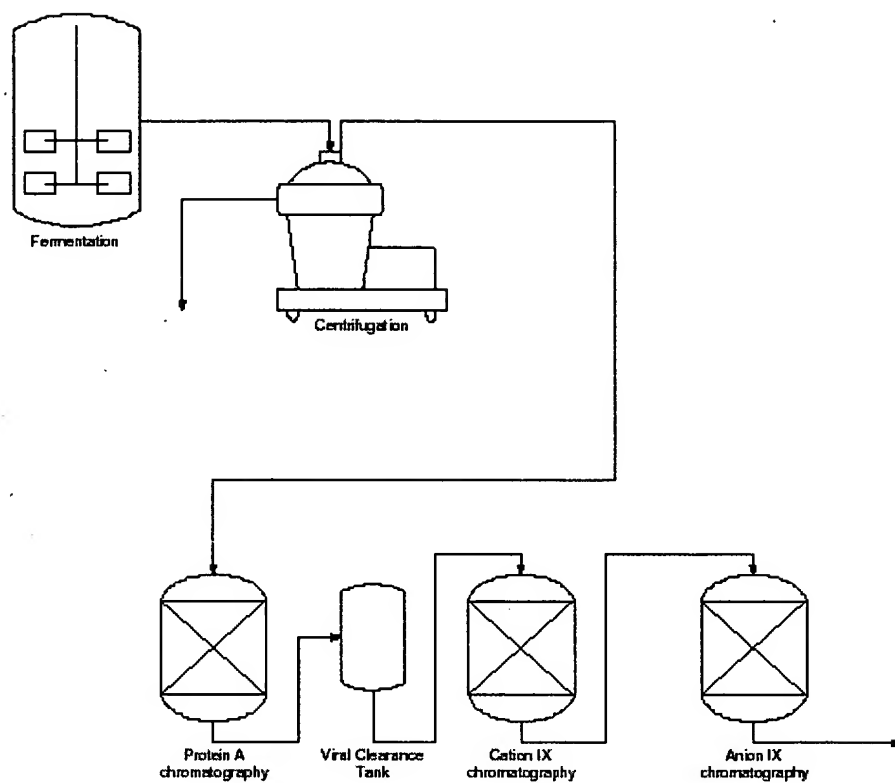 Fermentation
Centrifugation
Protein A
chromatography
Viral Clearance
Tank
Cation IX
chromatography
Anion IX
chromatography